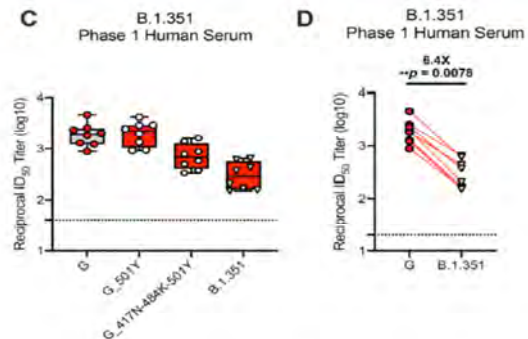 C
B.1.351
Phase 1 Human Serum
Reciprocal ID50 Titer (log10)
4
3
2
1
G
G_501Y
G_417N-484K-501Y
B.1.351
D
B.1.351
Phase 1 Human Serum
6.4X
**p = 0.0078
Reciprocal ID50 Titer (log10)
4
3
2
1
G
B.1.351